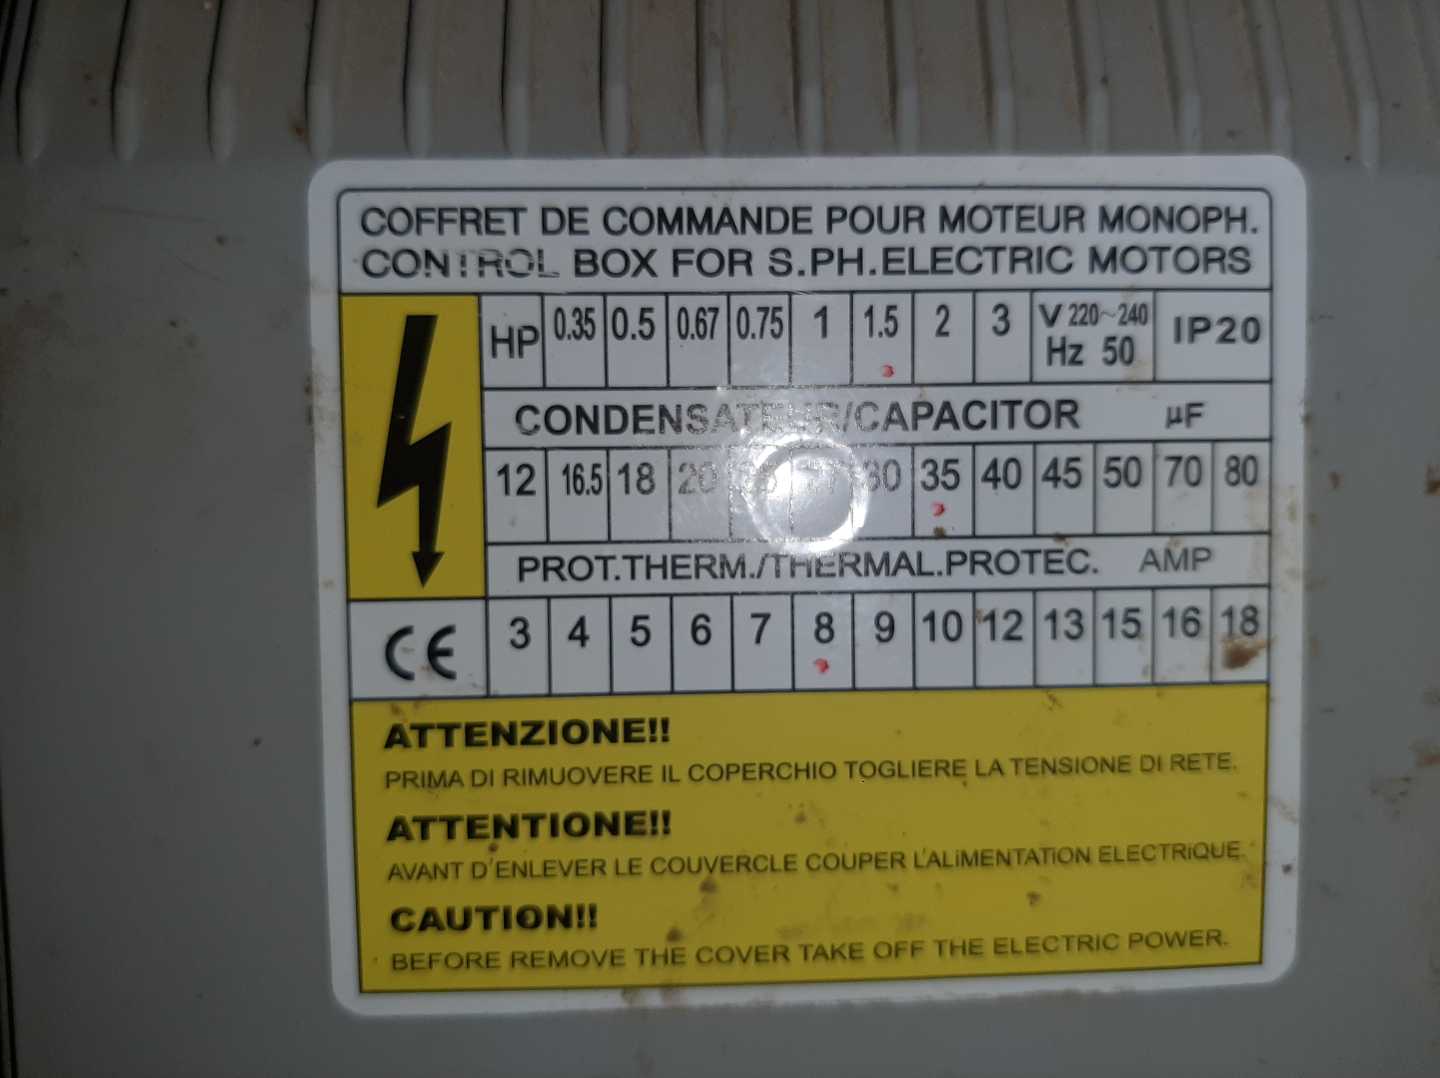 COFFRET DE COMMANDE POUR MOTEUR MONOPH.
CONTROL BOX FOR S.PH.ELECTRIC MOTORS
HP 0.35 0.5 0.67 0.75 1 1.5 2 3 V 220~240 Hz 50 IP20
CONDENSATEUR/CAPACITOR µF
12 16.5 18 20 30 35 40 45 50 70 80
PROT.THERM./THERMAL.PROTEC. AMP
CE 3 4 5 6 7 8 9 10 12 13 15 16 18
ATTENZIONE!!
PRIMA DI RIMUOVERE IL COPERCHIO TOGLIERE LA TENSIONE DI RETE.
ATTENTIONE!!
AVANT D'ENLEVER LE COUVERCLE COUPER L'ALIMENTATION ELECTRIQUE.
CAUTION!!
BEFORE REMOVE THE COVER TAKE OFF THE ELECTRIC POWER.